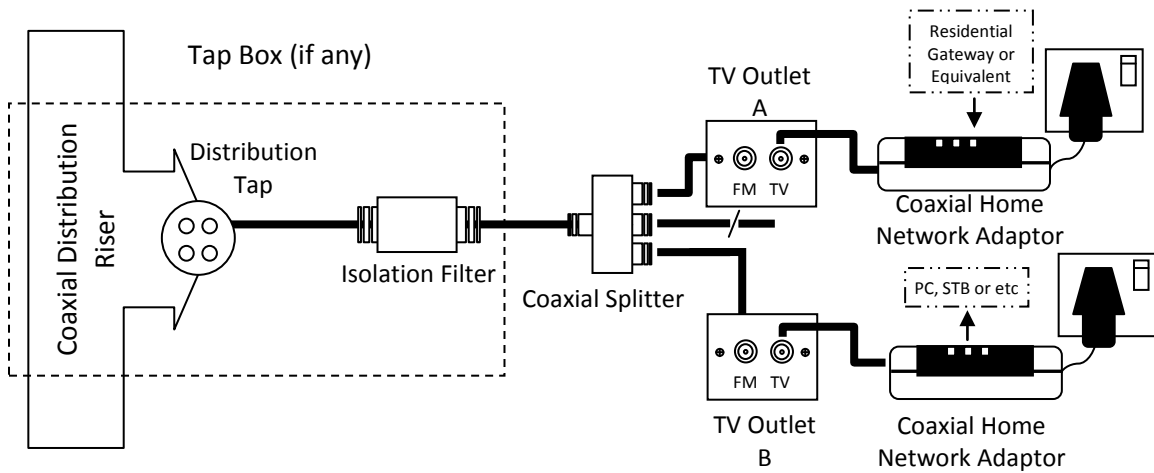 Tap Box (if any)
Coaxial Distribution
Riser
Distribution
Tap
Isolation Filter
Coaxial Splitter
TV Outlet
A
FM TV
Residential
Gateway or
Equivalent
Coaxial Home
Network Adaptor
PC, STB or etc
FM TV
TV Outlet
B
Coaxial Home
Network Adaptor